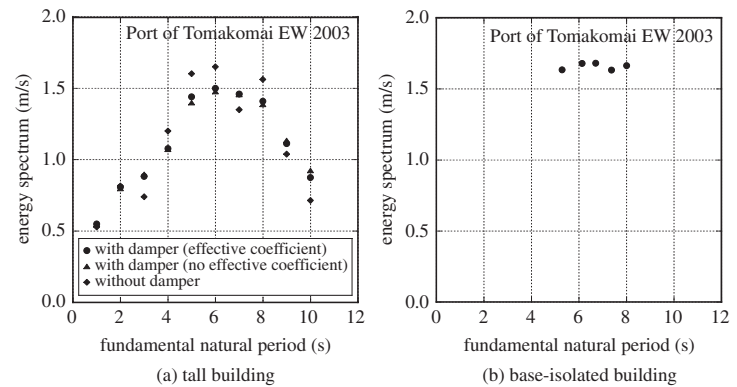 2.0
1.5
1.0
0.5
0.0
energy spectrum (m/s)
Port of Tomakomai EW 2003
with damper (effective coefficient)
with damper (no effective coefficient)
without damper
0 2 4 6 8 10 12
fundamental natural period (s)
(a) tall building
2.0
1.5
1.0
0.5
0.0
energy spectrum (m/s)
Port of Tomakomai EW 2003
0 2 4 6 8 10 12
fundamental natural period (s)
(b) base-isolated building